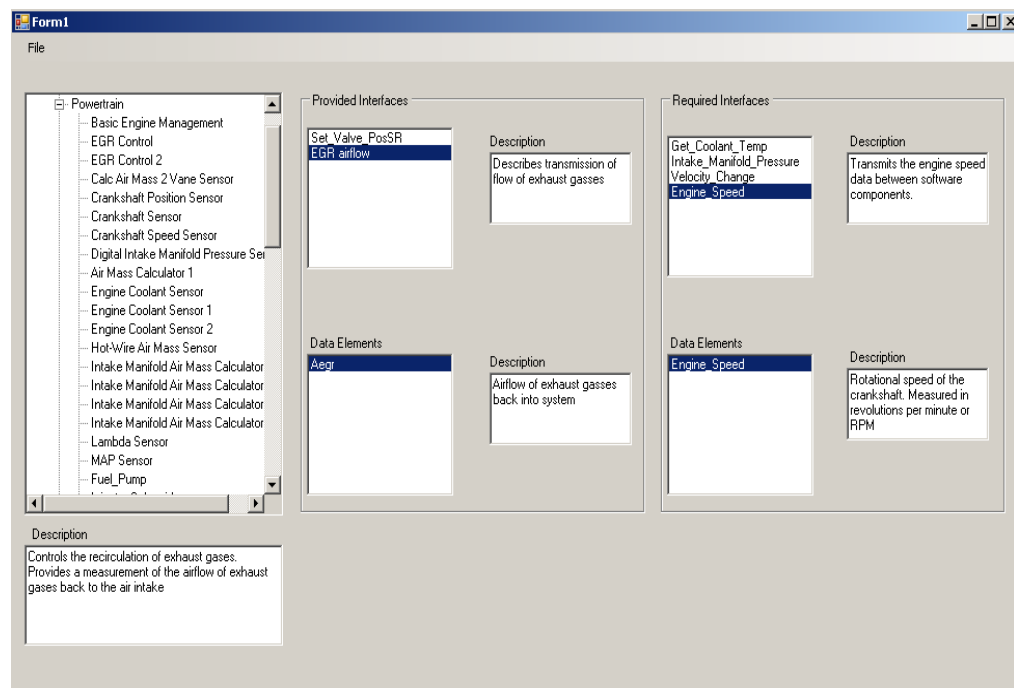 Form1
File
Powertrain
Basic Engine Management
EGR Control
EGR Control 2
Calc Air Mass 2 Vane Sensor
Crankshaft Position Sensor
Crankshaft Sensor
Crankshaft Speed Sensor
Digital Intake Manifold Pressure
Air Mass Calculator 1
Engine Coolant Sensor
Engine Coolant Sensor 1
Engine Coolant Sensor 2
Hot-Wire Air Mass Sensor
Intake Manifold Air Mass Calculator
Intake Manifold Air Mass Calculator
Intake Manifold Air Mass Calculator
Intake Manifold Air Mass Calculator
Lambda Sensor
MAP Sensor
Fuel_Pump
Description
Controls the recirculation of exhaust gases.
Provides a measurement of the airflow of exhaust
gases back to the air intake
Provided Interfaces
Set_Valve_PosSR
EGR airflow
Description
Describes transmission of
flow of exhaust gasses
Data Elements
Aegr
Description
Airflow of exhaust gasses
back into system
Required Interfaces
Get_Coolant_Temp
Intake_Manifold_Pressure
Velocity_Change
Engine_Speed
Description
Transmits the engine speed
data between software
components.
Data Elements
Engine_Speed
Description
Rotational speed of the
crankshaft. Measured in
revolutions per minute or
RPM